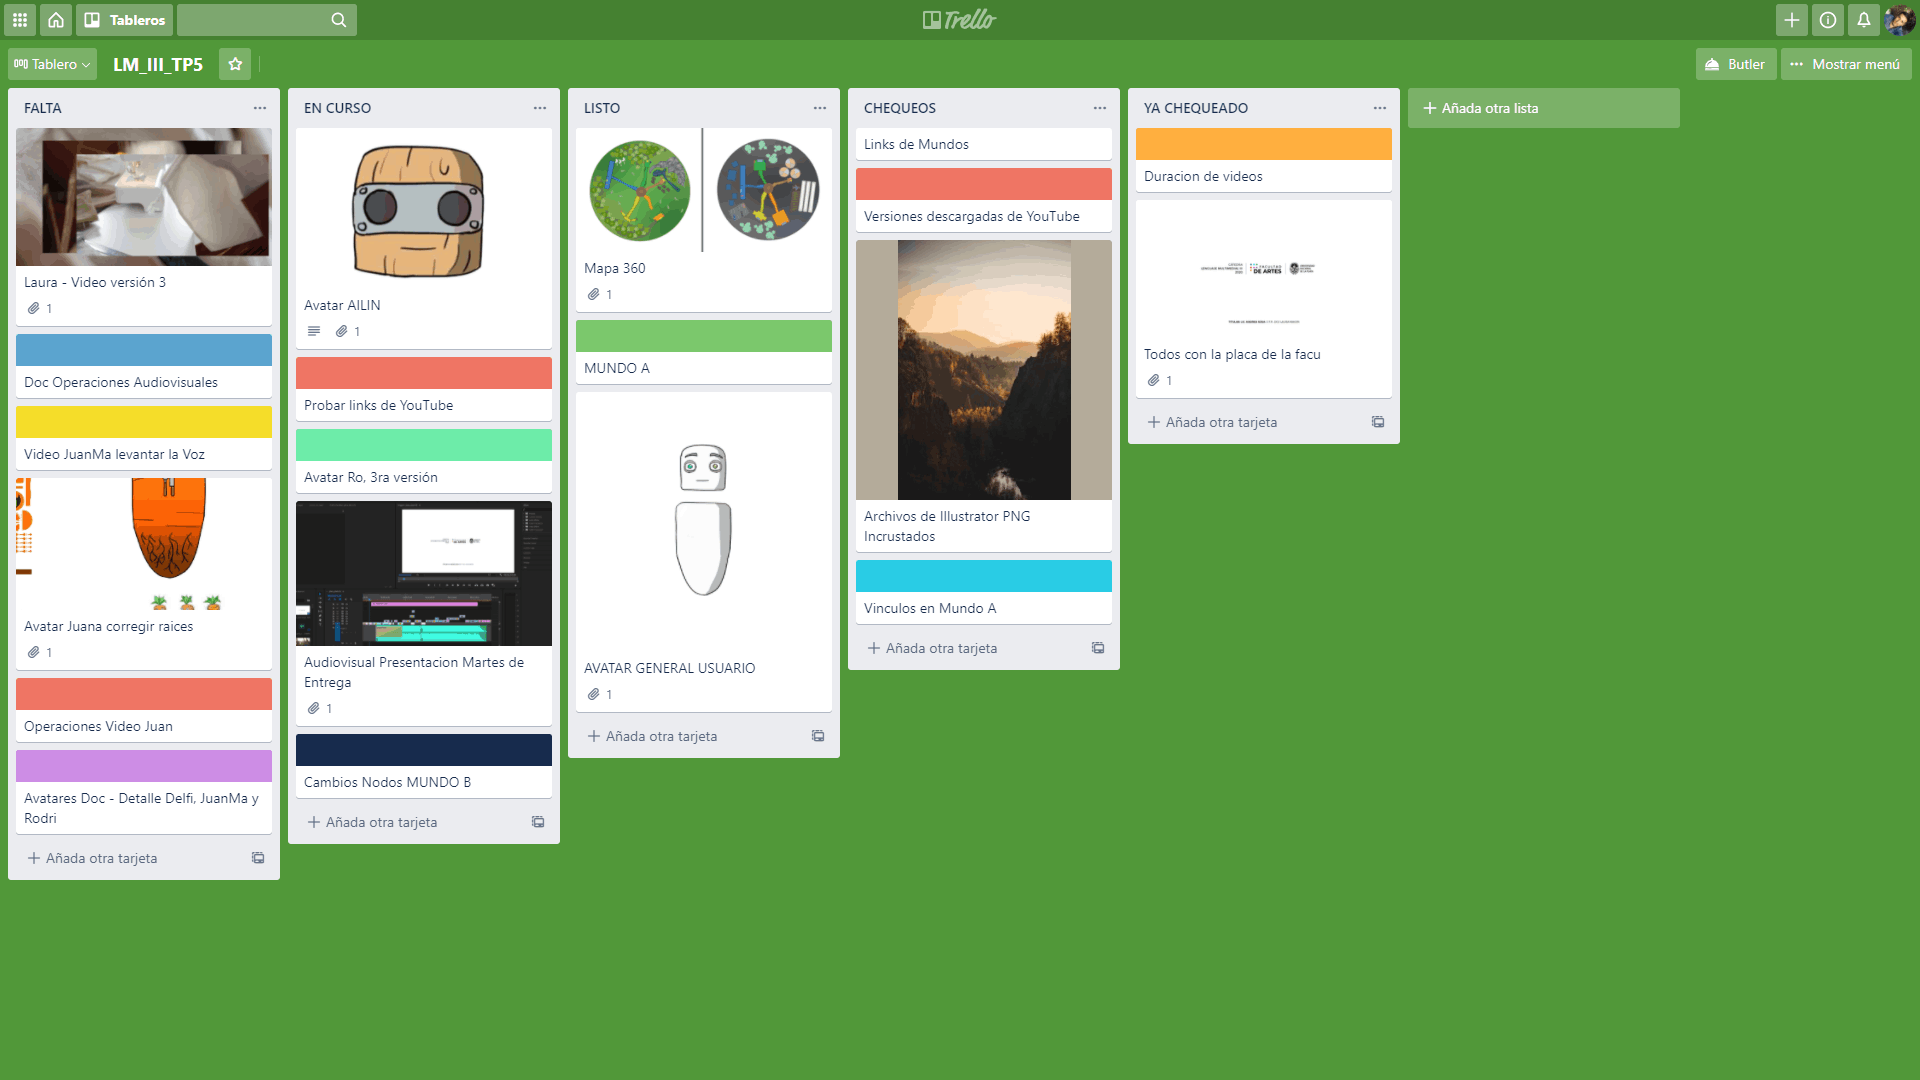 Tableros
Trello
Tablero
LM_III_TP5
Butler
Mostrar menú
FALTA
Laura - Video versión 3
1
Doc Operaciones Audiovisuales
Video JuanMa levantar la Voz
Avatar Juana corregir raices
1
Operaciones Video Juan
Avatares Doc - Detalle Delfi, JuanMa y
Rodri
Añada otra tarjeta
EN CURSO
Avatar AILIN
1
Probar links de YouTube
Avatar Ro, 3ra versión
Audiovisual Presentacion Martes de
Entrega
1
Cambios Nodos MUNDO B
Añada otra tarjeta
LISTO
Mapa 360
1
MUNDO A
AVATAR GENERAL USUARIO
1
Añada otra tarjeta
CHEQUEOS
Links de Mundos
Versiones descargadas de YouTube
Archivos de Illustrator PNG
Incrustados
Vinculos en Mundo A
Añada otra tarjeta
YA CHEQUEADO
Duracion de videos
FACULTAD
DE ARTES
Todos con la placa de la facu
1
Añada otra tarjeta
Añada otra lista